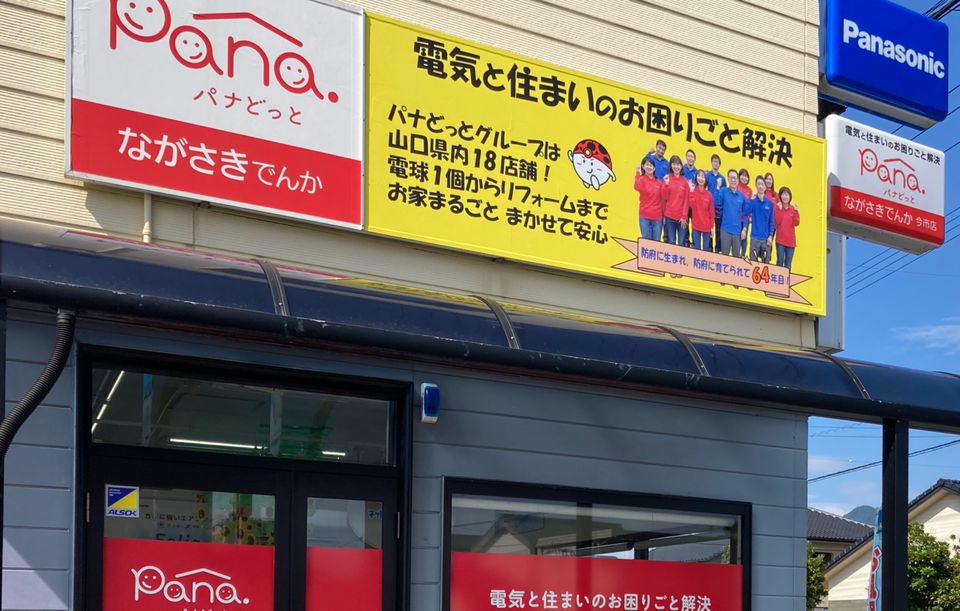 pana.
パナどっと
ながさきでんか
電気と住まいのお困りごと解決
パナどっとグループは
山口県内18店舗！
電球1個からリフォームまで
お家まるごと まかせて安心
防府に生まれ、防府に育てられて64年目！
Panasonic
電気と住まいのお困りごと解決
pana.
パナどっと
ながさきでんか 今市店
ALSOK
pana.
パナどっと
電気と住まいのお困りごと解決